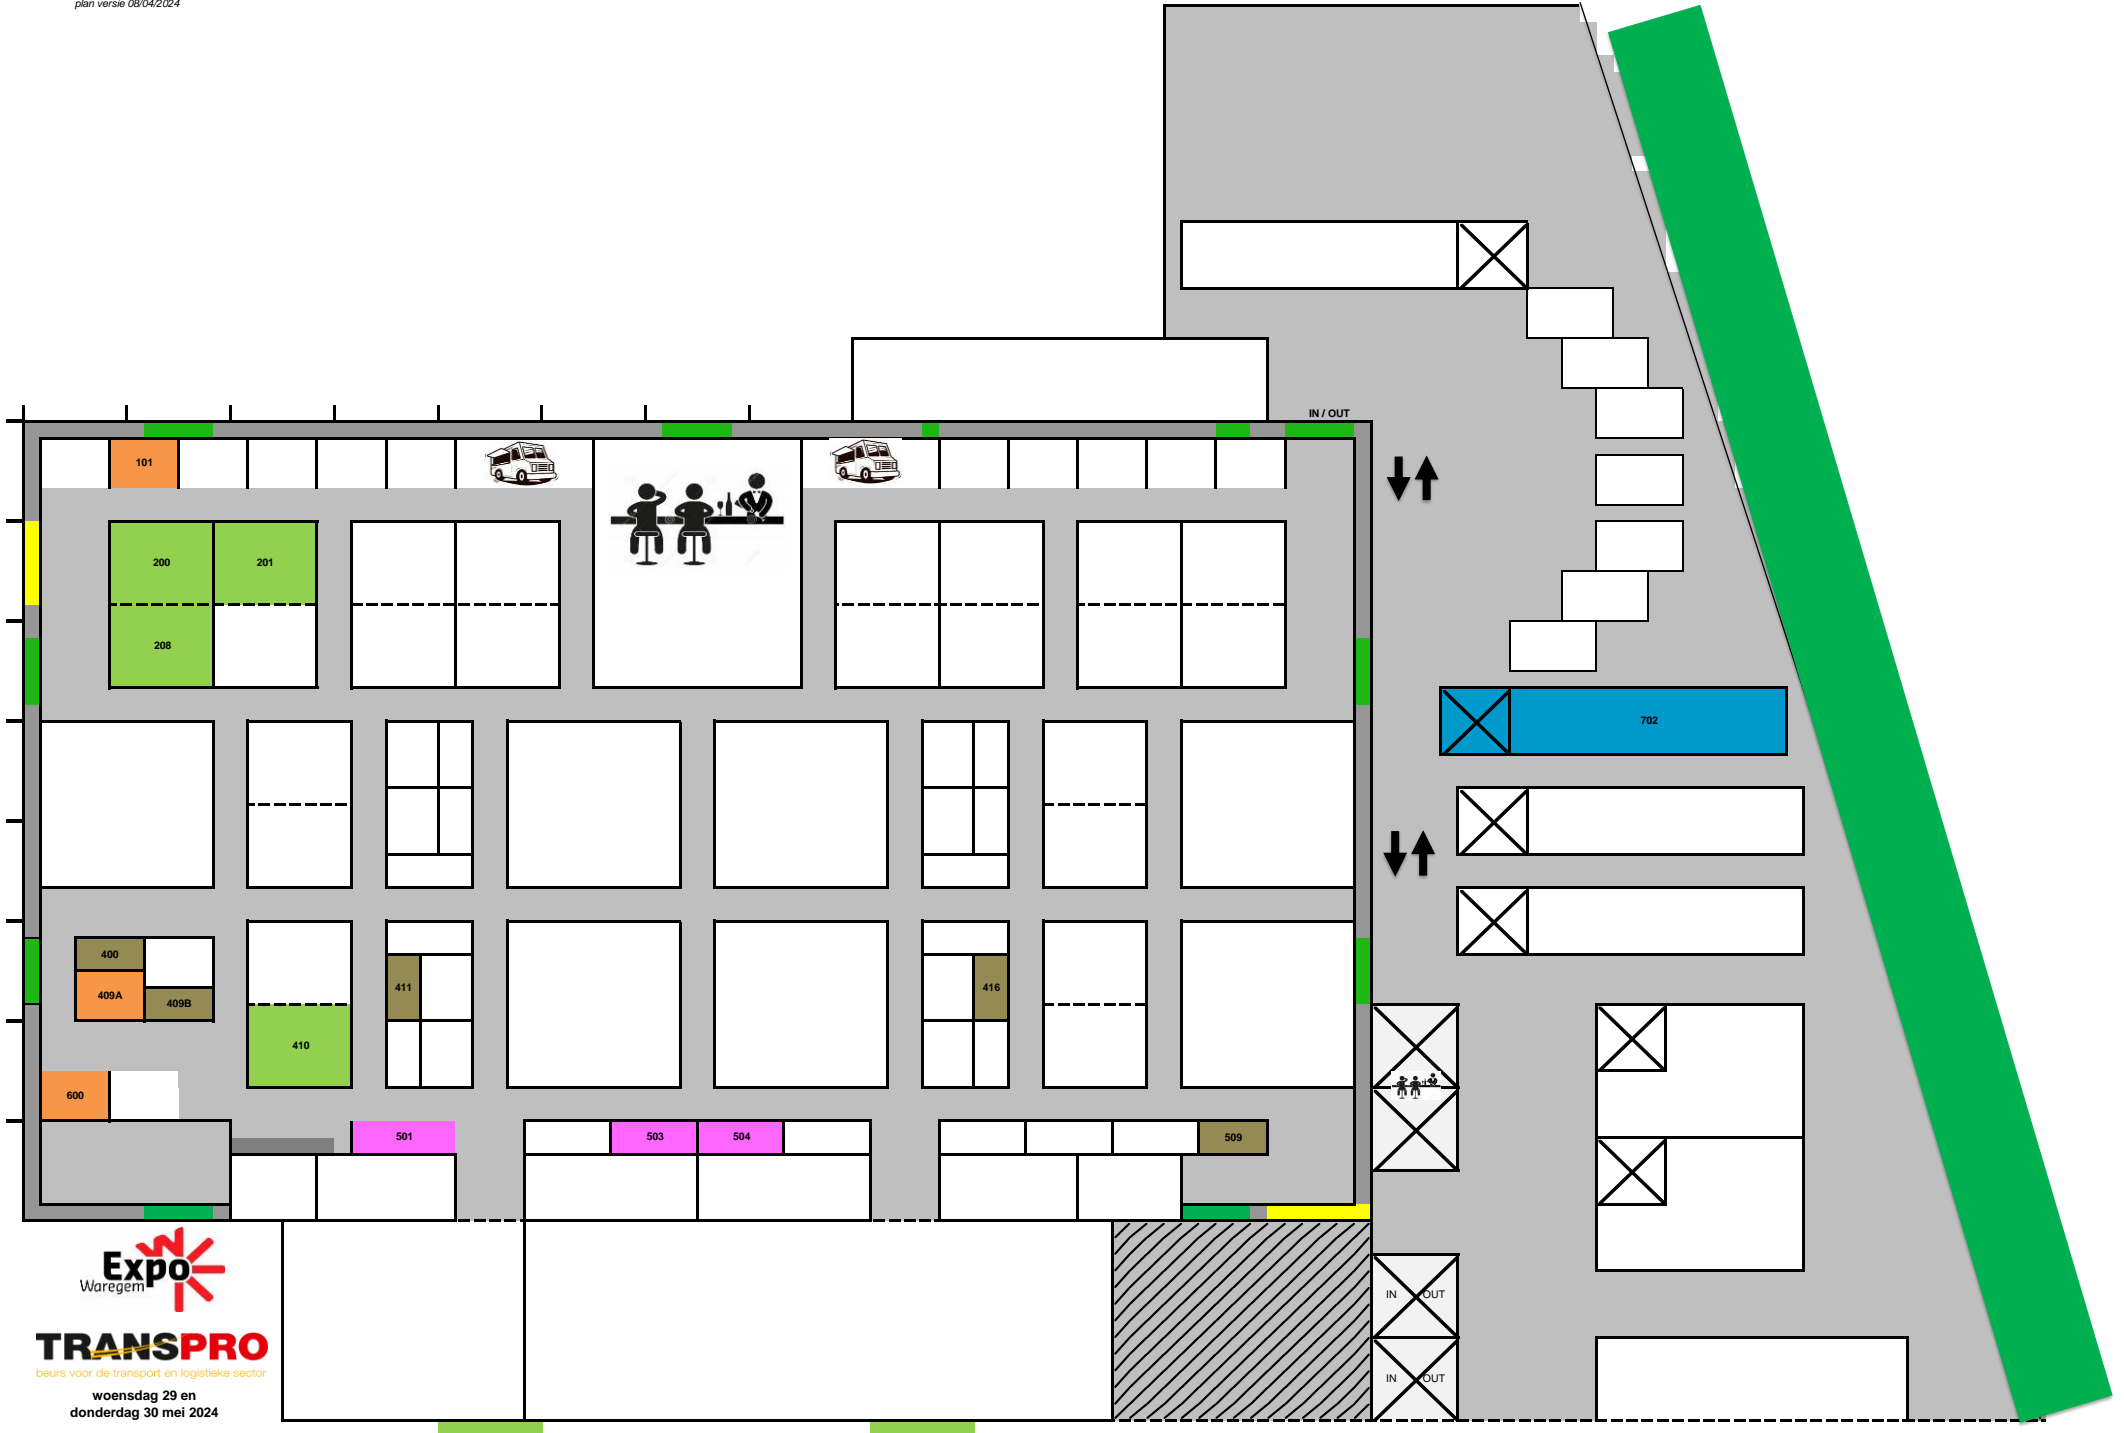 plan versie 08/04/2024
IN / OUT
101
200
201
208
702
400
409A
409B
411
416
410
600
501
503
504
509
Expo
Waregem
IN OUT
TRANSPRO
beurs voor de transport en logistieke sector
IN OUT
woensdag 29 en
donderdag 30 mei 2024